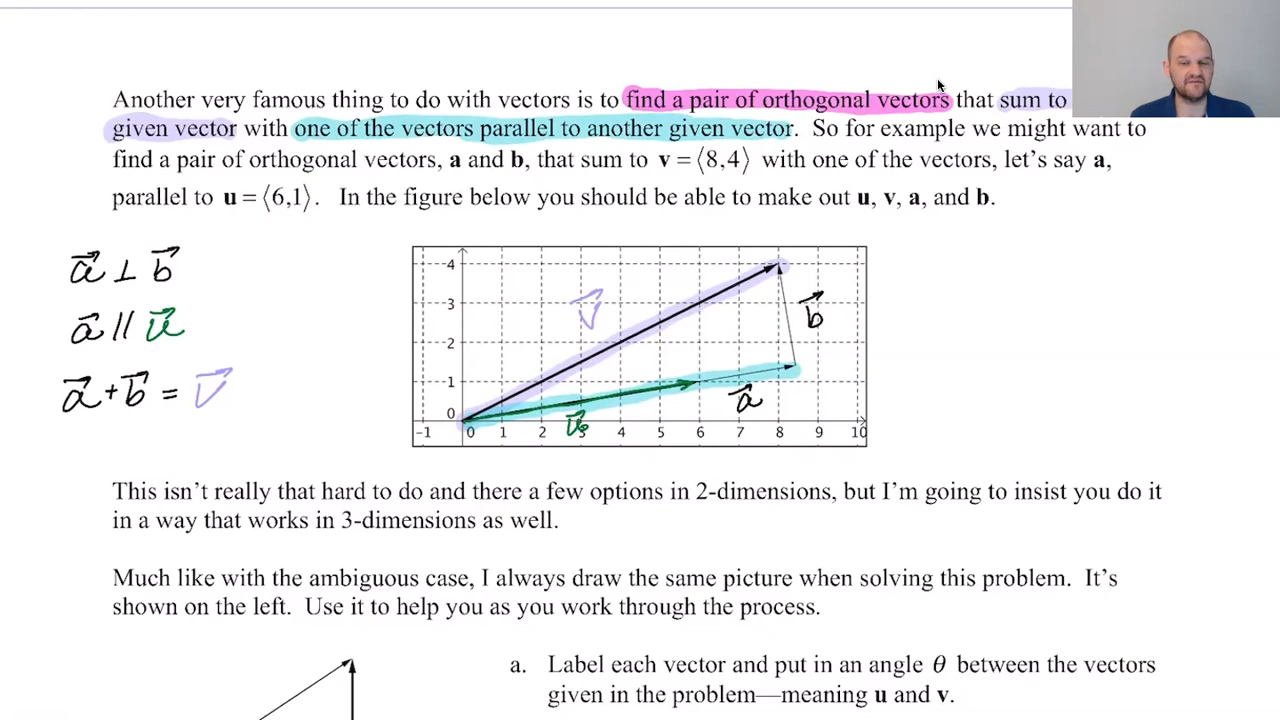 Another very famous thing to do with vectors is to find a pair of orthogonal vectors that sum to
given vector with one of the vectors parallel to another given vector. So for example we might want to
find a pair of orthogonal vectors, a and b, that sum to v = ⟨8,4⟩ with one of the vectors, let’s say a,
parallel to u = ⟨6,1⟩. In the figure below you should be able to make out u, v, a, and b.
a⃗ ⊥ b⃗
a⃗ // u⃗
a⃗ + b⃗ = v⃗
4
3
2
1
0
-1 0 1 2 3 4 5 6 7 8 9 10
v⃗
b⃗
a⃗
u⃗
This isn’t really that hard to do and there a few options in 2-dimensions, but I’m going to insist you do it
in a way that works in 3-dimensions as well.
Much like with the ambiguous case, I always draw the same picture when solving this problem. It’s
shown on the left. Use it to help you as you work through the process.
a. Label each vector and put in an angle θ between the vectors
given in the problem—meaning u and v.